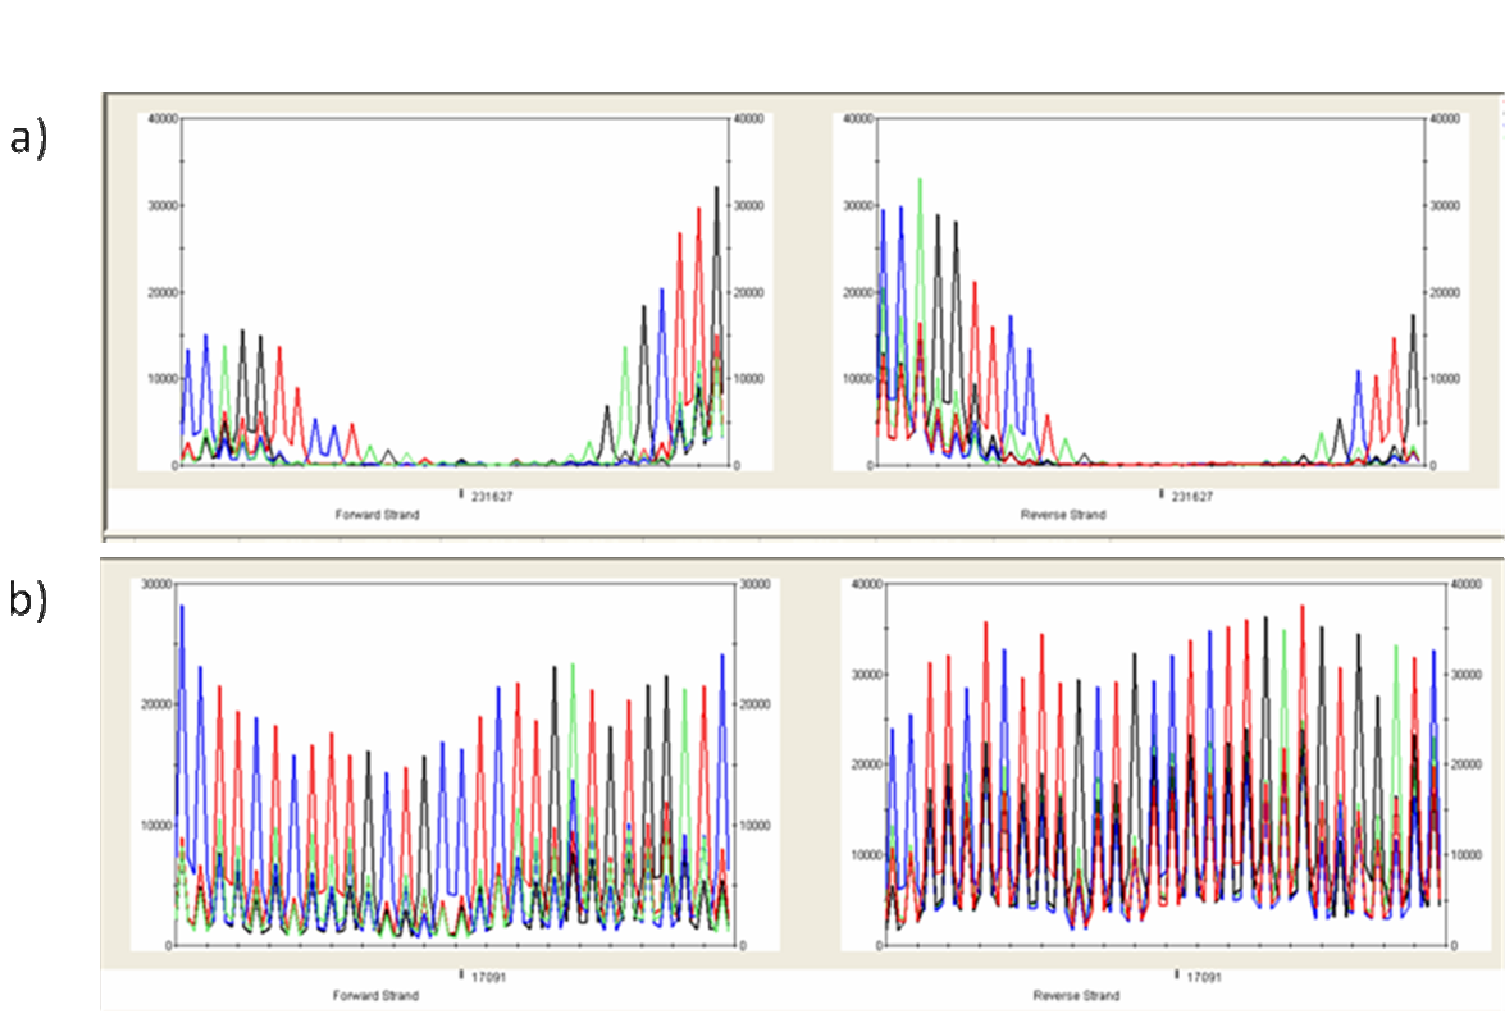 a)
40000 40000 40000 40000
30000 30000 30000 30000
20000 20000 20000 20000
10000 10000 10000 10000
0 0 0 0
231627 231627
Forward Strand Reverse Strand
b)
30000 30000 40000 40000
20000 20000 30000 30000
10000 10000 20000 20000
10000 10000
0 0 0 0
17091 17091
Forward Strand Reverse Strand